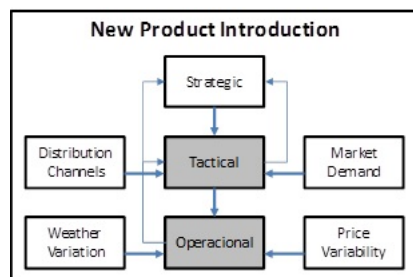 New Product Introduction
Strategic
Distribution
Channels
Tactical
Market
Demand
Weather
Variation
Operacional
Price
Variability